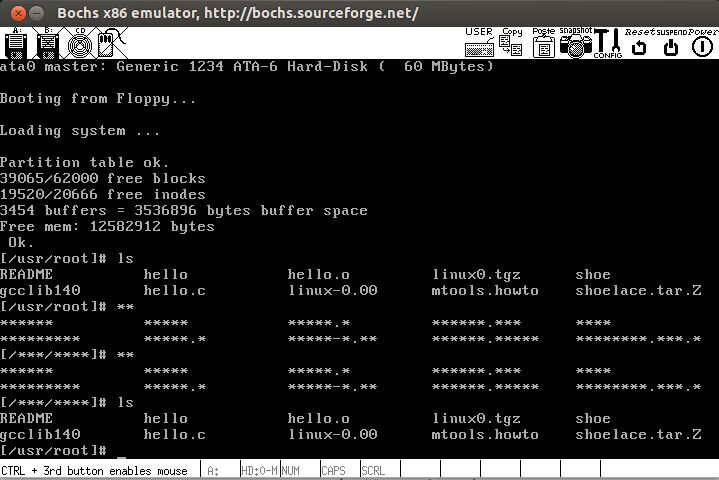 Bochs x86 emulator, http://bochs.sourceforge.net/
A: B: CD USER Copy Paste snapshot CONFIG Reset SUSPEND Power
ata0 master: Generic 1234 ATA-6 Hard-Disk (  60 MBytes)
Booting from Floppy...
Loading system ...
Partition table ok.
39065/62000 free blocks
19520/20666 free inodes
3454 buffers = 3536896 bytes buffer space
Free mem: 12582912 bytes
 Ok.
[/usr/root]# ls
README hello hello.o linux0.tgz shoe
gcclib140 hello.c linux-0.00 mtools.howto shoelace.tar.Z
[/usr/root]# **
****** ***** *****.* ******.*** ****
********* *****.* *****-*.** ******.***** ********.***.*
[/***/****]# **
****** ***** *****.* ******.*** ****
********* *****.* *****-*.** ******.***** ********.***.*
[/***/****]# ls
README hello hello.o linux0.tgz shoe
gcclib140 hello.c linux-0.00 mtools.howto shoelace.tar.Z
[/usr/root]# _
CTRL + 3rd button enables mouse A: HD:0-M NUM CAPS SCRL